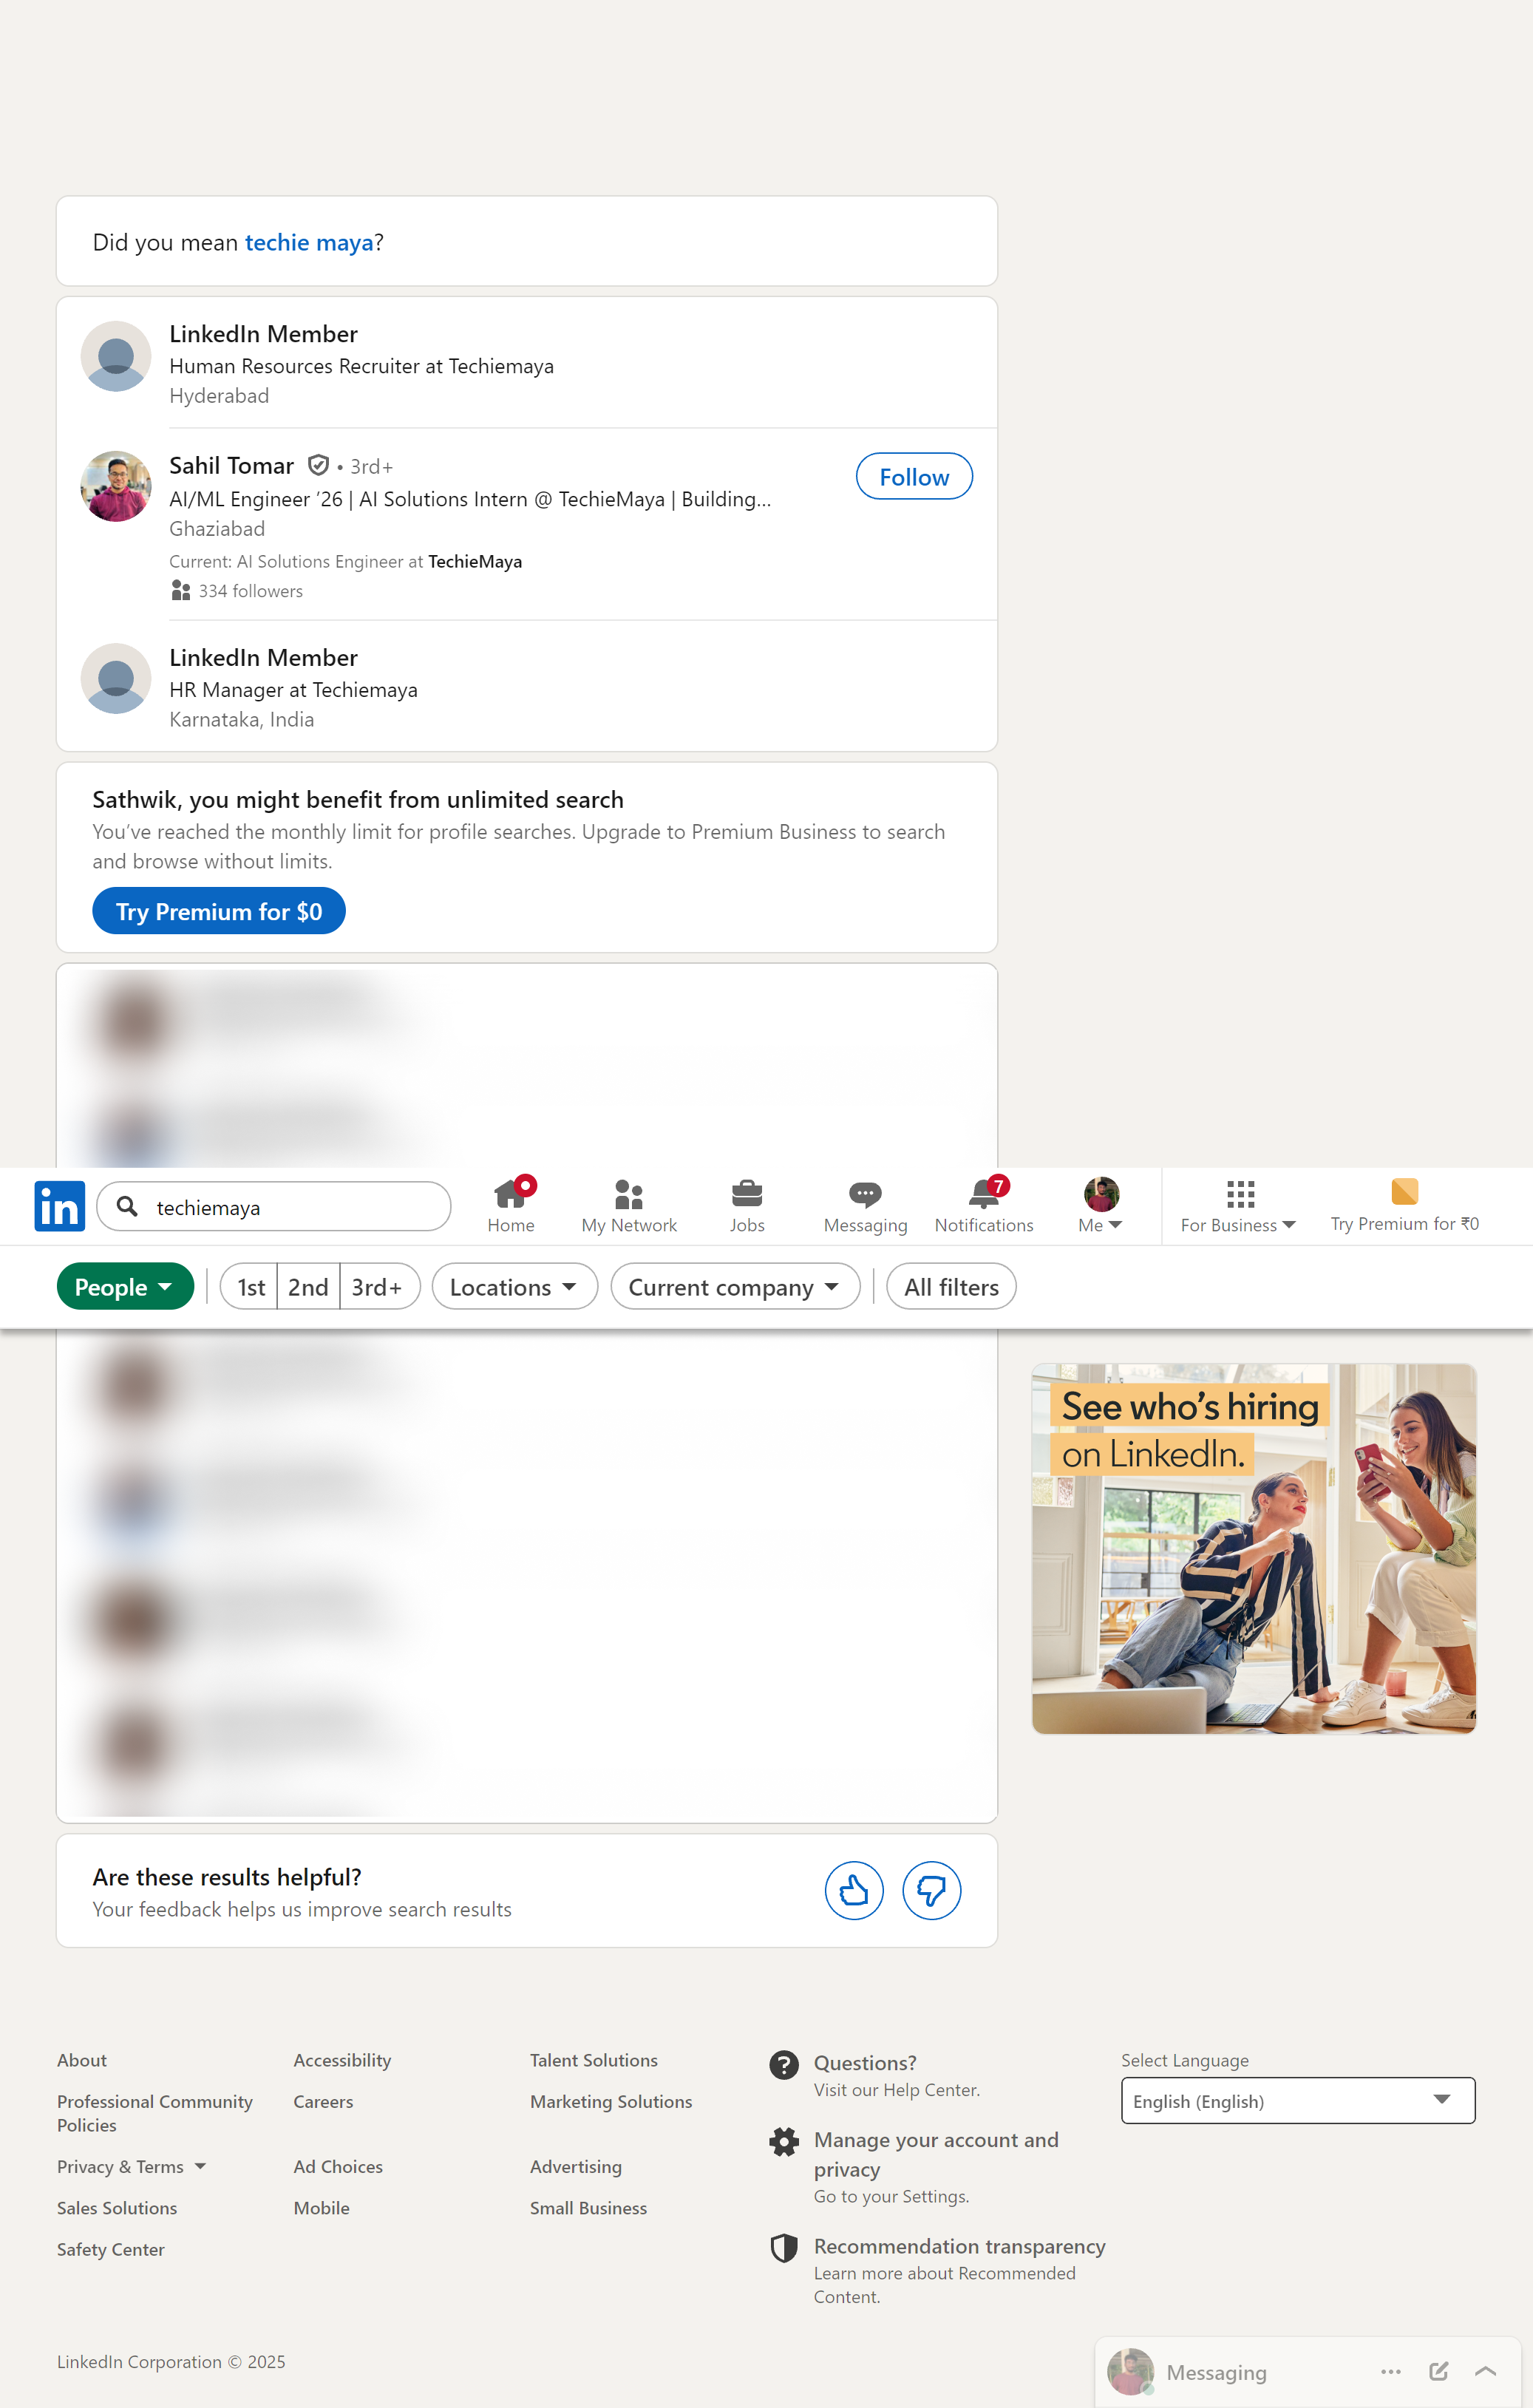 Did you mean techie maya?
LinkedIn Member
Human Resources Recruiter at Techiemaya
Hyderabad
Sahil Tomar • 3rd+
Follow
AI/ML Engineer ’26 | AI Solutions Intern @ TechieMaya | Building…
Ghaziabad
Current: AI Solutions Engineer at TechieMaya
334 followers
LinkedIn Member
HR Manager at Techiemaya
Karnataka, India
Sathwik, you might benefit from unlimited search
You’ve reached the monthly limit for profile searches. Upgrade to Premium Business to search
and browse without limits.
Try Premium for $0
in
techiemaya
Home
My Network
Jobs
Messaging
7
Notifications
Me
For Business
Try Premium for ₹0
People
1st
2nd
3rd+
Locations
Current company
All filters
See who’s hiring
on LinkedIn.
Are these results helpful?
Your feedback helps us improve search results
About
Accessibility
Talent Solutions
Professional Community
Policies
Careers
Marketing Solutions
Privacy & Terms
Ad Choices
Advertising
Sales Solutions
Mobile
Small Business
Safety Center
Questions?
Visit our Help Center.
Manage your account and
privacy
Go to your Settings.
Recommendation transparency
Learn more about Recommended
Content.
Select Language
English (English)
LinkedIn Corporation © 2025
Messaging